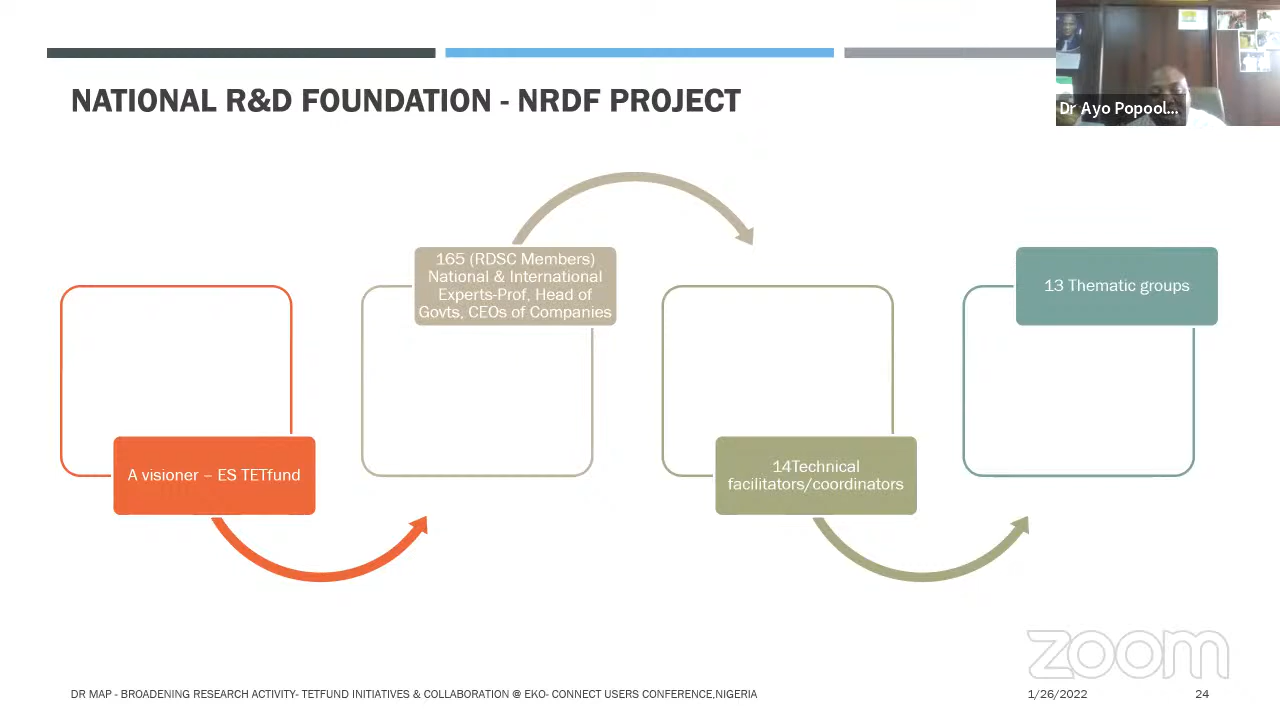 NATIONAL R&D FOUNDATION - NRDF PROJECT
Dr Ayo Popool...
165 (RDSC Members)
National & International
Experts-Prof, Head of
Govts, CEOs of Companies
13 Thematic groups
A visioner – ES TETfund
14Technical
facilitators/coordinators
zoom
DR MAP - BROADENING RESEARCH ACTIVITY- TETFUND INITIATIVES & COLLABORATION @ EKO- CONNECT USERS CONFERENCE,NIGERIA
1/26/2022
24